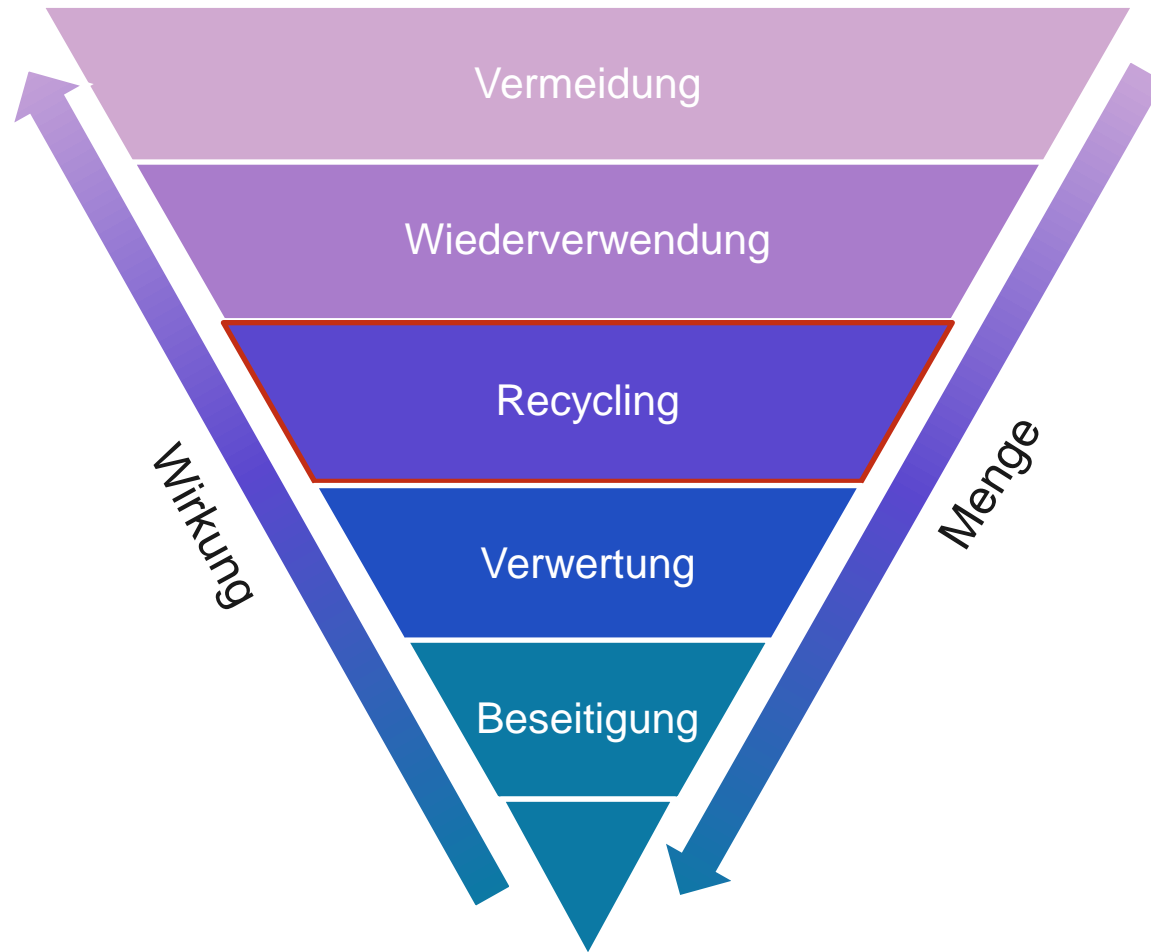 Vermeidung
Wiederverwendung
Recycling
Wirkung
Menge
Verwertung
Beseitigung